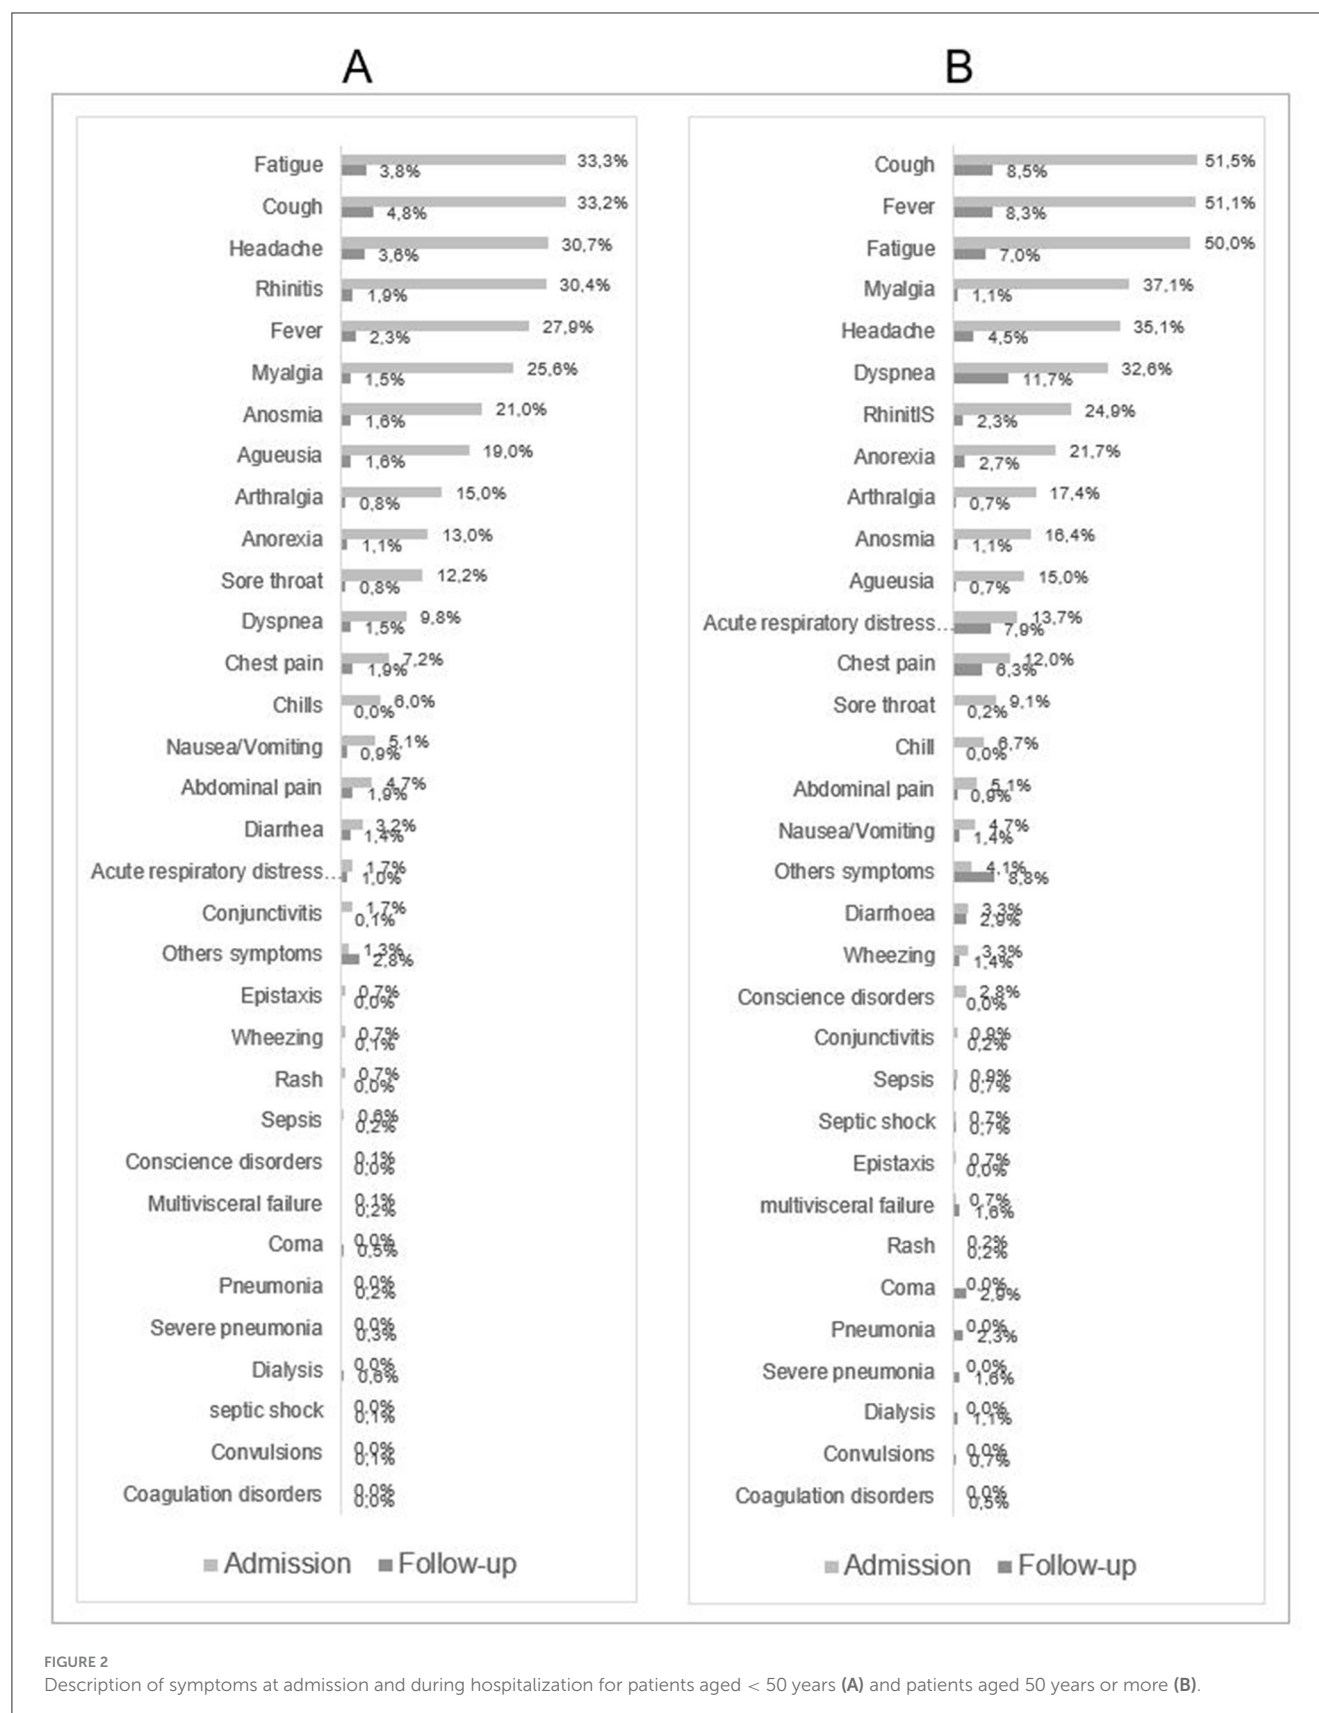 A
Fatigue 33,3%
3,8%
Cough 33,2%
4,8%
Headache 30,7%
3,6%
Rhinitis 30,4%
1,9%
Fever 27,9%
2,3%
Myalgia 25,6%
1,5%
Anosmia 21,0%
1,6%
Agueusia 19,0%
1,6%
Arthralgia 15,0%
0,8%
Anorexia 13,0%
1,1%
Sore throat 12,2%
0,8%
Dyspnea 9,8%
1,5%
Chest pain 7,2%
1,9%
Chills 6,0%
0,0%
Nausea/Vomiting 5,1%
0,9%
Abdominal pain 4,7%
1,9%
Diarrhea 3,2%
1,4%
Acute respiratory distress... 1,7%
1,0%
Conjunctivitis 1,7%
0,1%
Others symptoms 1,3%
2,8%
Epistaxis 0,7%
0,0%
Wheezing 0,7%
0,1%
Rash 0,7%
0,0%
Sepsis 0,6%
0,2%
Conscience disorders 0,1%
0,0%
Multivisceral failure 0,1%
0,2%
Coma 0,0%
0,5%
Pneumonia 0,0%
0,2%
Severe pneumonia 0,0%
0,3%
Dialysis 0,0%
0,6%
septic shock 0,0%
0,1%
Convulsions 0,0%
0,1%
Coagulation disorders 0,0%
0,0%
Admission Follow-up
B
Cough 51,5%
8,5%
Fever 51,1%
8,3%
Fatigue 50,0%
7,0%
Myalgia 37,1%
1,1%
Headache 35,1%
4,5%
Dyspnea 32,6%
11,7%
RhinitIS 24,9%
2,3%
Anorexia 21,7%
2,7%
Arthralgia 17,4%
0,7%
Anosmia 16,4%
1,1%
Agueusia 15,0%
0,7%
Acute respiratory distress... 13,7%
7,9%
Chest pain 12,0%
6,3%
Sore throat 9,1%
0,2%
Chill 6,7%
0,0%
Abdominal pain 5,1%
0,9%
Nausea/Vomiting 4,7%
1,4%
Others symptoms 4,1%
8,8%
Diarrhoea 3,3%
2,9%
Wheezing 3,3%
1,4%
Conscience disorders 2,8%
0,0%
Conjunctivitis 0,9%
0,2%
Sepsis 0,9%
0,7%
Septic shock 0,7%
0,7%
Epistaxis 0,7%
0,0%
multivisceral failure 0,7%
1,6%
Rash 0,2%
0,2%
Coma 0,0%
2,9%
Pneumonia 0,0%
2,3%
Severe pneumonia 0,0%
1,6%
Dialysis 0,0%
1,1%
Convulsions 0,0%
0,7%
Coagulation disorders 0,0%
0,5%
Admission Follow-up
FIGURE 2
Description of symptoms at admission and during hospitalization for patients aged < 50 years (A) and patients aged 50 years or more (B).